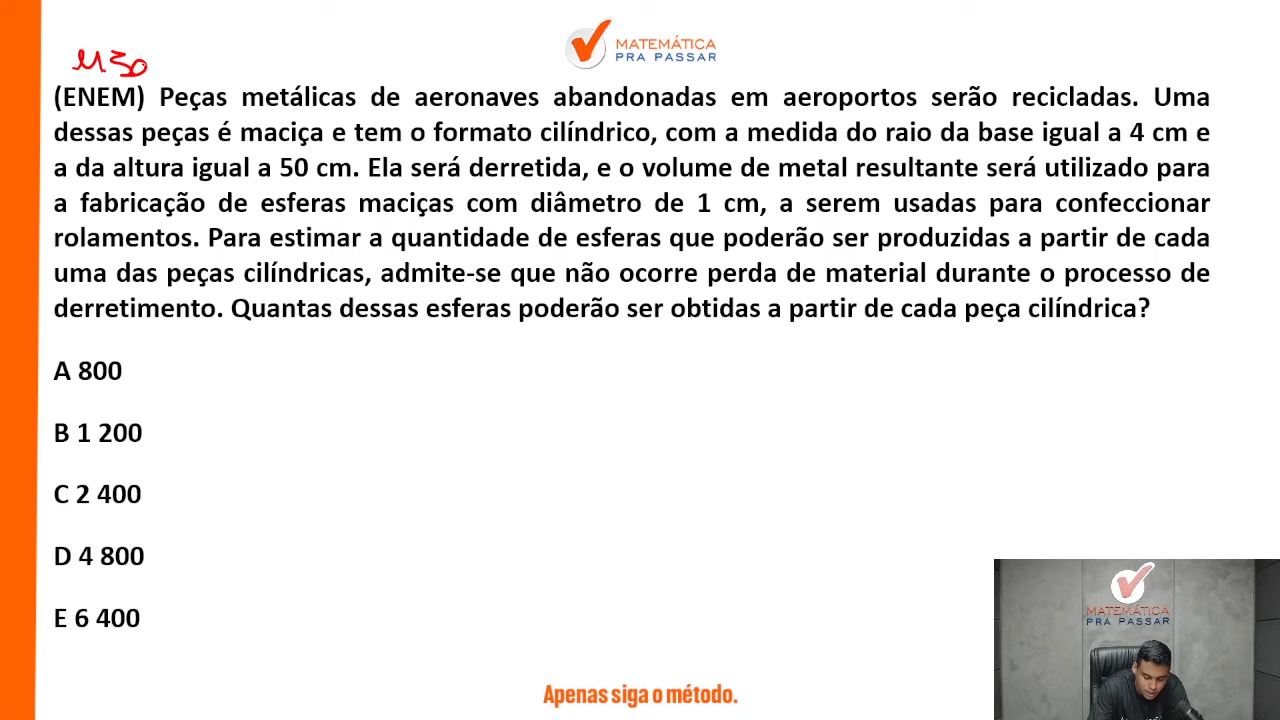 MATEMÁTICA
PRA PASSAR
(ENEM) Peças metálicas de aeronaves abandonadas em aeroportos serão recicladas. Uma
dessas peças é maciça e tem o formato cilíndrico, com a medida do raio da base igual a 4 cm e
a da altura igual a 50 cm. Ela será derretida, e o volume de metal resultante será utilizado para
a fabricação de esferas maciças com diâmetro de 1 cm, a serem usadas para confeccionar
rolamentos. Para estimar a quantidade de esferas que poderão ser produzidas a partir de cada
uma das peças cilíndricas, admite-se que não ocorre perda de material durante o processo de
derretimento. Quantas dessas esferas poderão ser obtidas a partir de cada peça cilíndrica?
A 800
B 1 200
C 2 400
D 4 800
E 6 400
MATEMÁTICA
PRA PASSAR
Apenas siga o método.